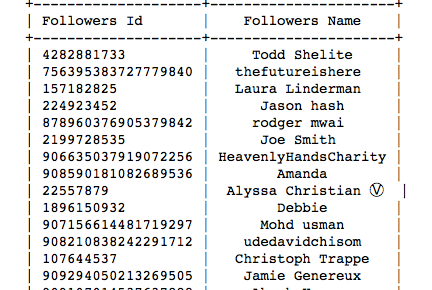 +--------------------+---------------------+
| Followers Id | Followers Name |
+--------------------+---------------------+
| 4282881733 | Todd Shelite |
| 756395383727779840 | thefutureishere |
| 157182825 | Laura Linderman |
| 224923452 | Jason hash |
| 878960376905379842 | rodger mwai |
| 2199728535 | Joe Smith |
| 906635037919072256 | HeavenlyHandsCharity |
| 908590181082689536 | Amanda |
| 22557879 | Alyssa Christian Ⓥ |
| 1896150932 | Debbie |
| 907156614481719297 | Mohd usman |
| 908210838242291712 | udedavidchisom |
| 107644537 | Christoph Trappe |
| 909294050213269505 | Jamie Genereux |